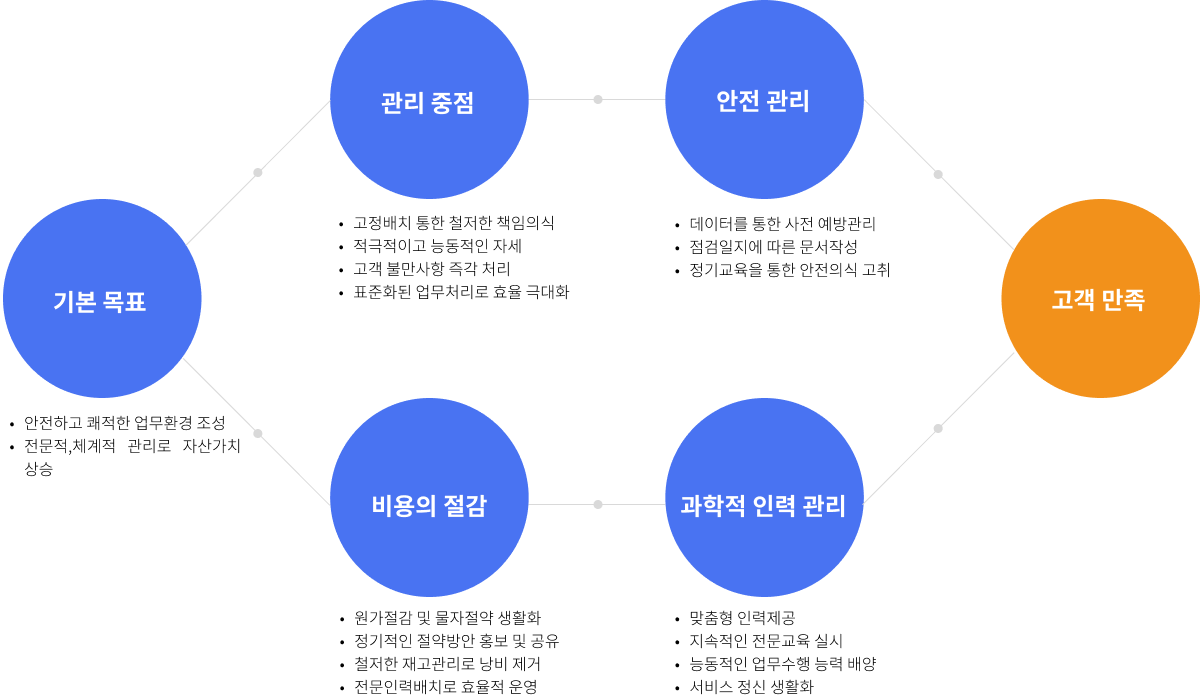 관리 중점
안전 관리
고정배치 통한 철저한 책임의식
적극적이고 능동적인 자세
고객 불만사항 즉각 처리
표준화된 업무처리로 효율 극대화
데이터를 통한 사전 예방관리
점검일지에 따른 문서작성
정기교육을 통한 안전의식 고취
기본 목표
고객 만족
안전하고 쾌적한 업무환경 조성
전문적,체계적 관리로 자산가치
상승
비용의 절감
과학적 인력 관리
원가절감 및 물자절약 생활화
정기적인 절약방안 홍보 및 공유
철저한 재고관리로 낭비 제거
전문인력배치로 효율적 운영
맞춤형 인력제공
지속적인 전문교육 실시
능동적인 업무수행 능력 배양
서비스 정신 생활화